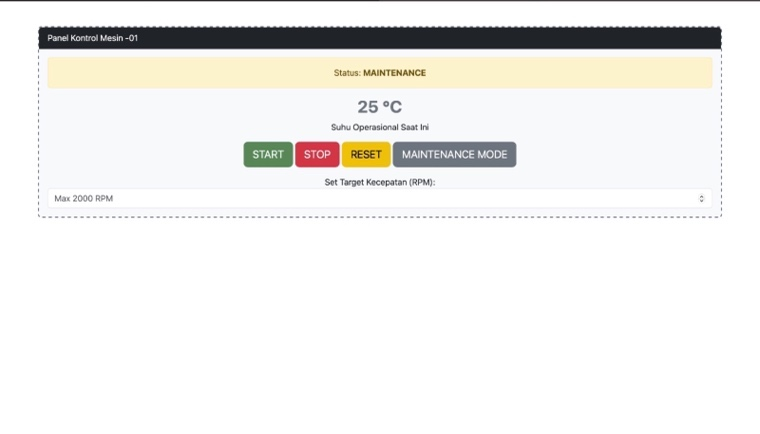 Panel Kontrol Mesin -01
Status: MAINTENANCE
25 °C
Suhu Operasional Saat Ini
START STOP RESET MAINTENANCE MODE
Set Target Kecepatan (RPM):
Max 2000 RPM